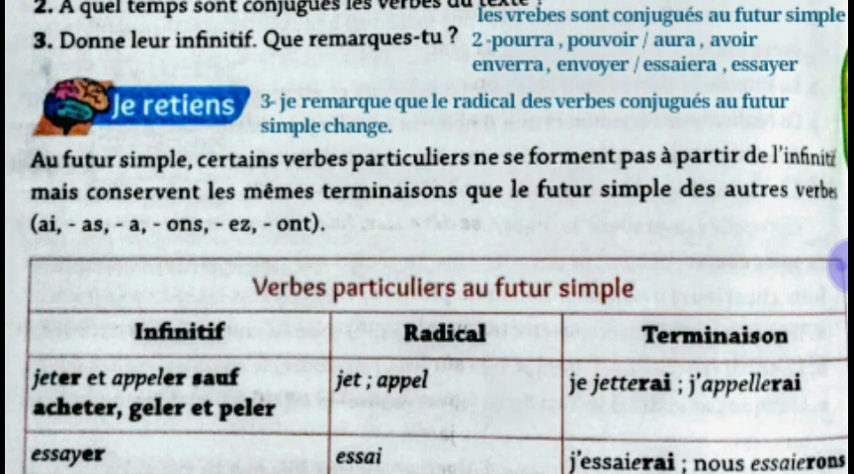 2. A quel temps sont conjugués les verbes du texte ?
les vrebes sont conjugués au futur simple
3. Donne leur infinitif. Que remarques-tu ?
2 -pourra , pouvoir / aura , avoir
enverra , envoyer / essaiera , essayer
Je retiens
3- je remarque que le radical des verbes conjugués au futur
simple change.
Au futur simple, certains verbes particuliers ne se forment pas à partir de l'infiniti
mais conservent les mêmes terminaisons que le futur simple des autres verbes
(ai, - as, - a, - ons, - ez, - ont).
Verbes particuliers au futur simple
Infinitif Radical Terminaison
jeter et appeler sauf jet ; appel je jetterai ; j'appellerai
acheter, geler et peler
essayer essai j'essaierai ; nous essaierons